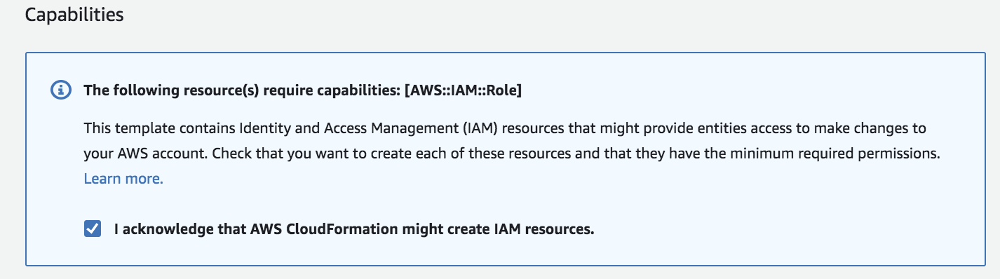 Capabilities
The following resource(s) require capabilities: [AWS::IAM::Role]
This template contains Identity and Access Management (IAM) resources that might provide entities access to make changes to
your AWS account. Check that you want to create each of these resources and that they have the minimum required permissions.
Learn more.
I acknowledge that AWS CloudFormation might create IAM resources.